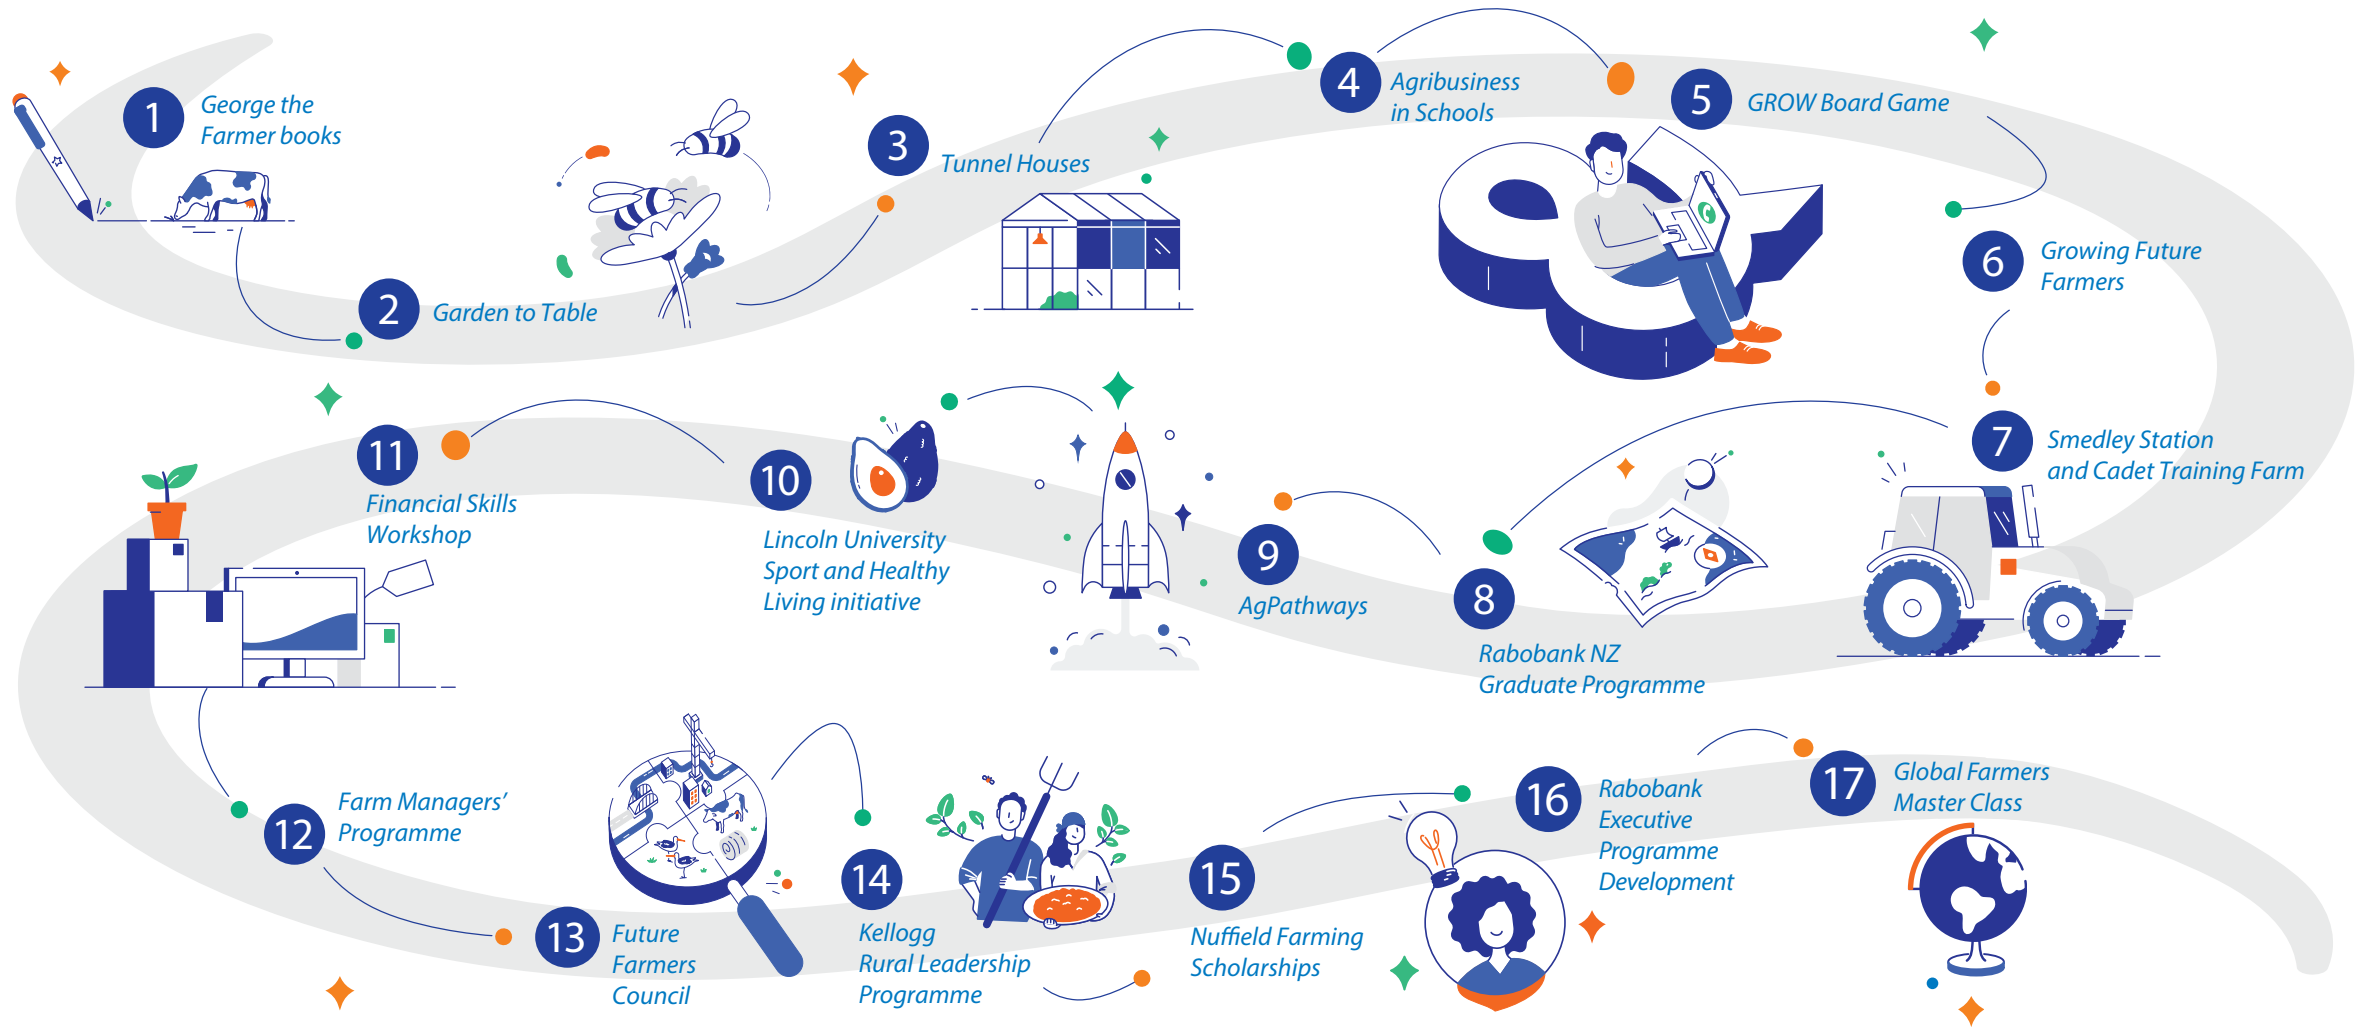 1
George the
Farmer books
2
Garden to Table
3
Tunnel Houses
4
Agribusiness
in Schools
5
GROW Board Game
6
Growing Future
Farmers
7
Smedley Station
and Cadet Training Farm
8
Rabobank NZ
Graduate Programme
9
AgPathways
10
Lincoln University
Sport and Healthy
Living initiative
11
Financial Skills
Workshop
12
Farm Managers’
Programme
13
Future
Farmers
Council
14
Kellogg
Rural Leadership
Programme
15
Nuffield Farming
Scholarships
16
Rabobank
Executive
Programme
Development
17
Global Farmers
Master Class